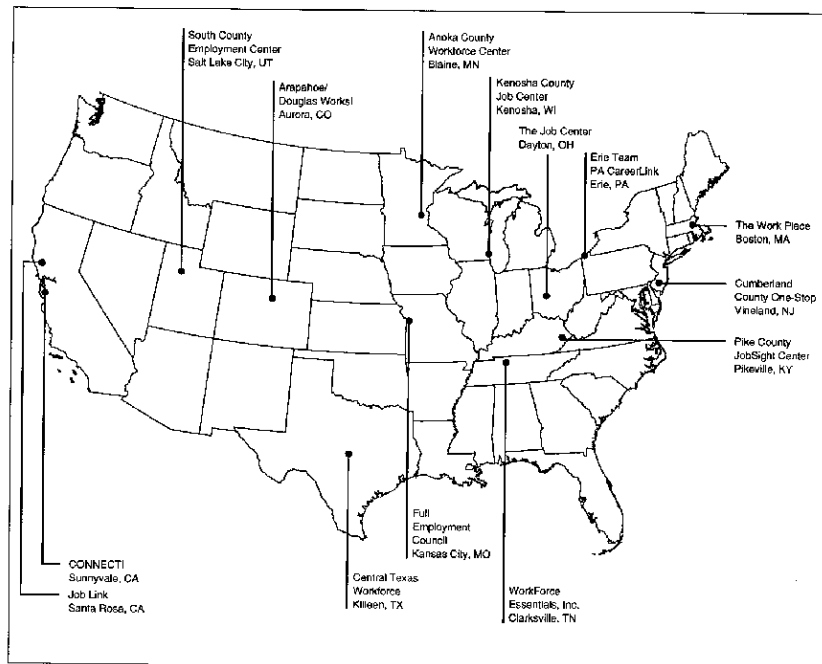 South County
Employment Center
Salt Lake City, UT
Arapahoe/
Douglas Works!
Aurora, CO
Anoka County
Workforce Center
Blaine, MN
Kenosha County
Job Center
Kenosha, WI
The Job Center
Dayton, OH
Erie Team
PA CareerLink
Erie, PA
The Work Place
Boston, MA
Cumberland
County One-Stop
Vineland, NJ
Pike County
JobSight Center
Pikeville, KY
CONNECT!
Sunnyvale, CA
Job Link
Santa Rosa, CA
Central Texas
Workforce
Killeen, TX
Full
Employment
Council
Kansas City, MO
WorkForce
Essentials, Inc.
Clarksville, TN